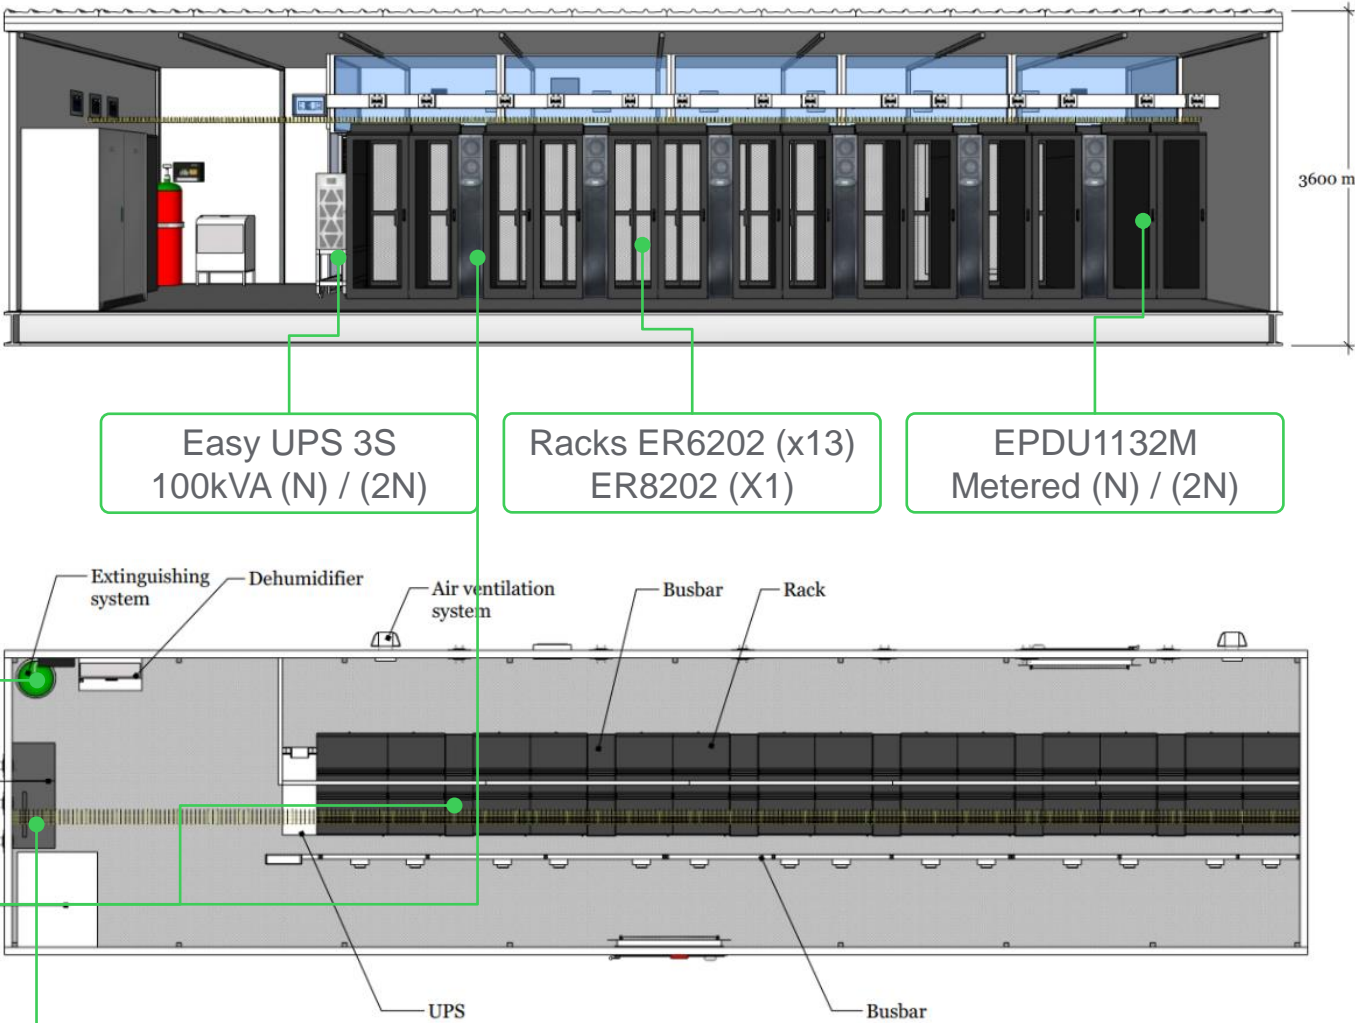 3600 m
Easy UPS 3S
100kVA (N) / (2N)
Racks ER6202 (x13)
ER8202 (X1)
EPDU1132M
Metered (N) / (2N)
Extinguishing
system
Dehumidifier
Air ventilation
system
Busbar
Rack
UPS
Busbar